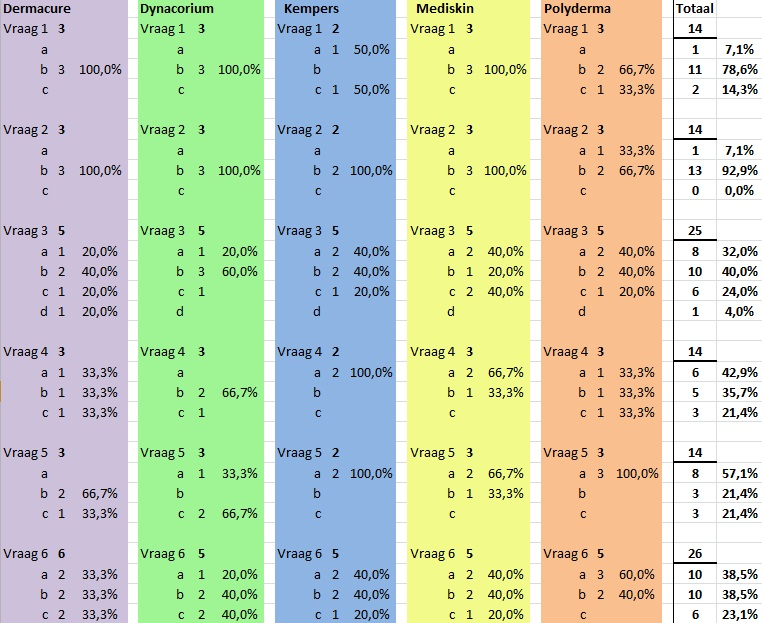 Dermacure Dynacorium Kempers Mediskin Polyderma Totaal
Vraag 1 3 Vraag 1 3 Vraag 1 2 Vraag 1 3 Vraag 1 3 14
a a a 1 50,0% a a 1 7,1%
b 3 100,0% b 3 100,0% b b 3 100,0% b 2 66,7% 11 78,6%
c c c 1 50,0% c c 1 33,3% 2 14,3%
Vraag 2 3 Vraag 2 3 Vraag 2 2 Vraag 2 3 Vraag 2 3 14
a a a a a 1 33,3% 1 7,1%
b 3 100,0% b 3 100,0% b 2 100,0% b 3 100,0% b 2 66,7% 13 92,9%
c c c c c 0 0,0%
Vraag 3 5 Vraag 3 5 Vraag 3 5 Vraag 3 5 Vraag 3 5 25
a 1 20,0% a 1 20,0% a 2 40,0% a 2 40,0% a 2 40,0% 8 32,0%
b 2 40,0% b 3 60,0% b 2 40,0% b 1 20,0% b 2 40,0% 10 40,0%
c 1 20,0% c 1 c 1 20,0% c 2 40,0% c 1 20,0% 6 24,0%
d 1 20,0% d d d d 1 4,0%
Vraag 4 3 Vraag 4 3 Vraag 4 2 Vraag 4 3 Vraag 4 3 14
a 1 33,3% a a 2 100,0% a 2 66,7% a 1 33,3% 6 42,9%
b 1 33,3% b 2 66,7% b b 1 33,3% b 1 33,3% 5 35,7%
c 1 33,3% c 1 c c c 1 33,3% 3 21,4%
Vraag 5 3 Vraag 5 3 Vraag 5 2 Vraag 5 3 Vraag 5 3 14
a a 1 33,3% a 2 100,0% a 2 66,7% a 3 100,0% 8 57,1%
b 2 66,7% b b b 1 33,3% b 3 21,4%
c 1 33,3% c 2 66,7% c c c 3 21,4%
Vraag 6 6 Vraag 6 5 Vraag 6 5 Vraag 6 5 Vraag 6 5 26
a 2 33,3% a 1 20,0% a 2 40,0% a 2 40,0% a 3 60,0% 10 38,5%
b 2 33,3% b 2 40,0% b 2 40,0% b 2 40,0% b 2 40,0% 10 38,5%
c 2 33,3% c 2 40,0% c 1 20,0% c 1 20,0% c 6 23,1%